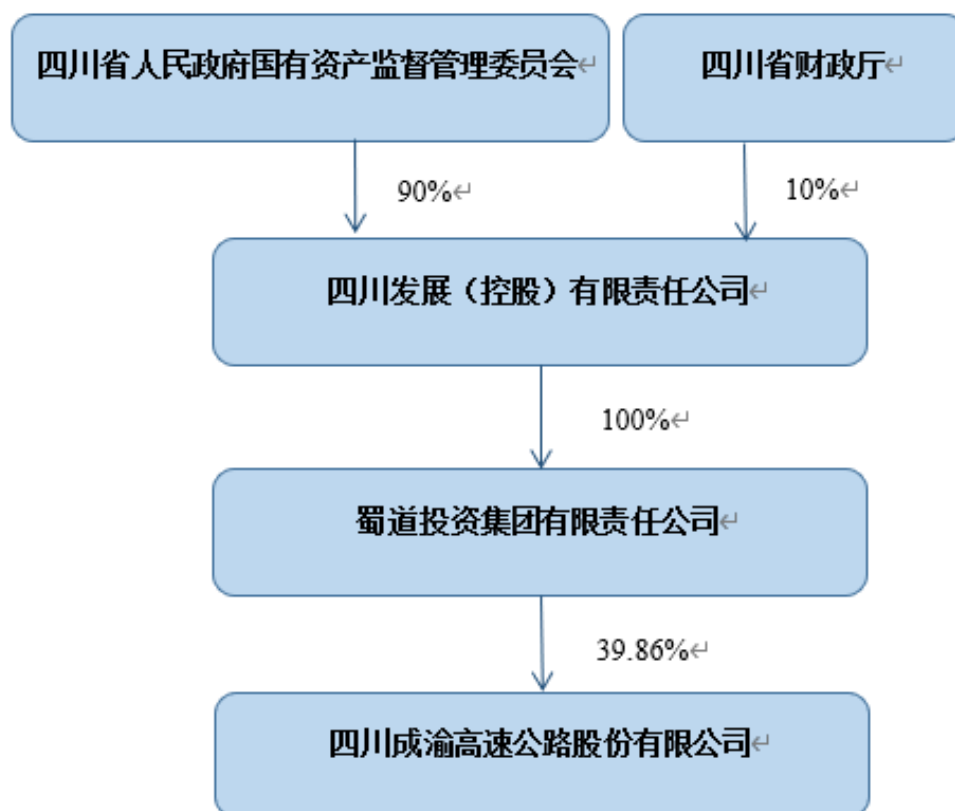 四川省人民政府国有资产监督管理委员会↵
四川省财政厅↵
90%↵
10%↵
四川发展（控股）有限责任公司↵
100%↵
蜀道投资集团有限责任公司↵
39.86%↵
四川成渝高速公路股份有限公司↵